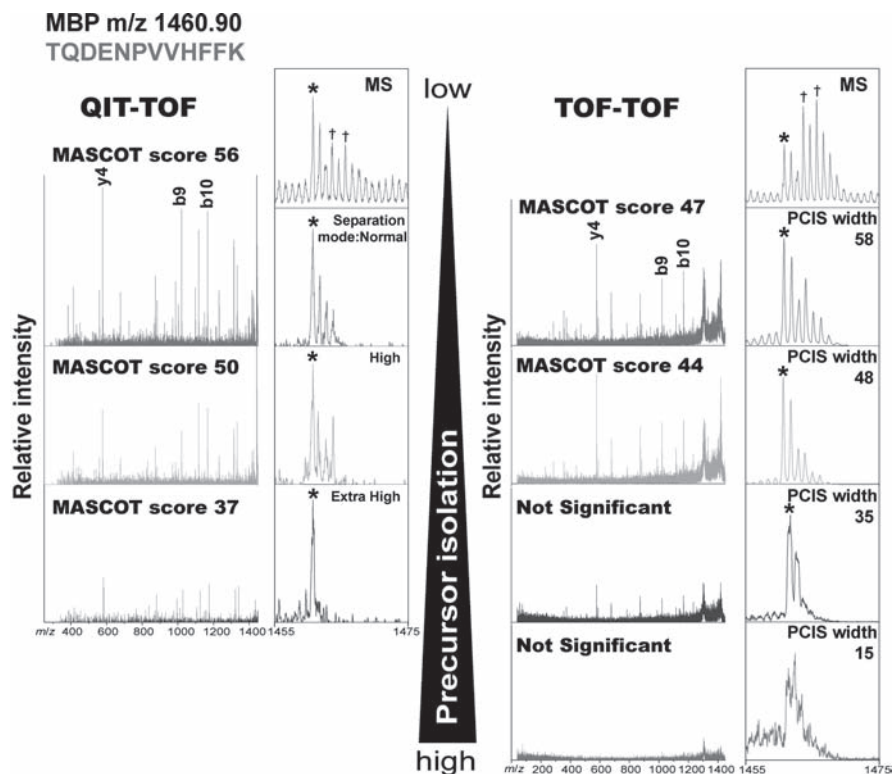 MBP m/z 1460.90
TQDENPVVHFFK
QIT-TOF
MASCOT score 56
y4
b9
b10
Relative intensity
MASCOT score 50
MASCOT score 37
m/z 400 600 800 1000 1200 1400
MS
*
† †
*
Separation
mode:Normal
*
High
*
Extra High
1455 1475
low
Precursor isolation
high
TOF-TOF
MASCOT score 47
y4
b9
b10
Relative intensity
MASCOT score 44
Not Significant
Not Significant
m/z 200 400 600 800 1000 1200 1400
MS
*
† †
*
PCIS width
58
*
PCIS width
48
*
PCIS width
35
PCIS width
15
1455 1475